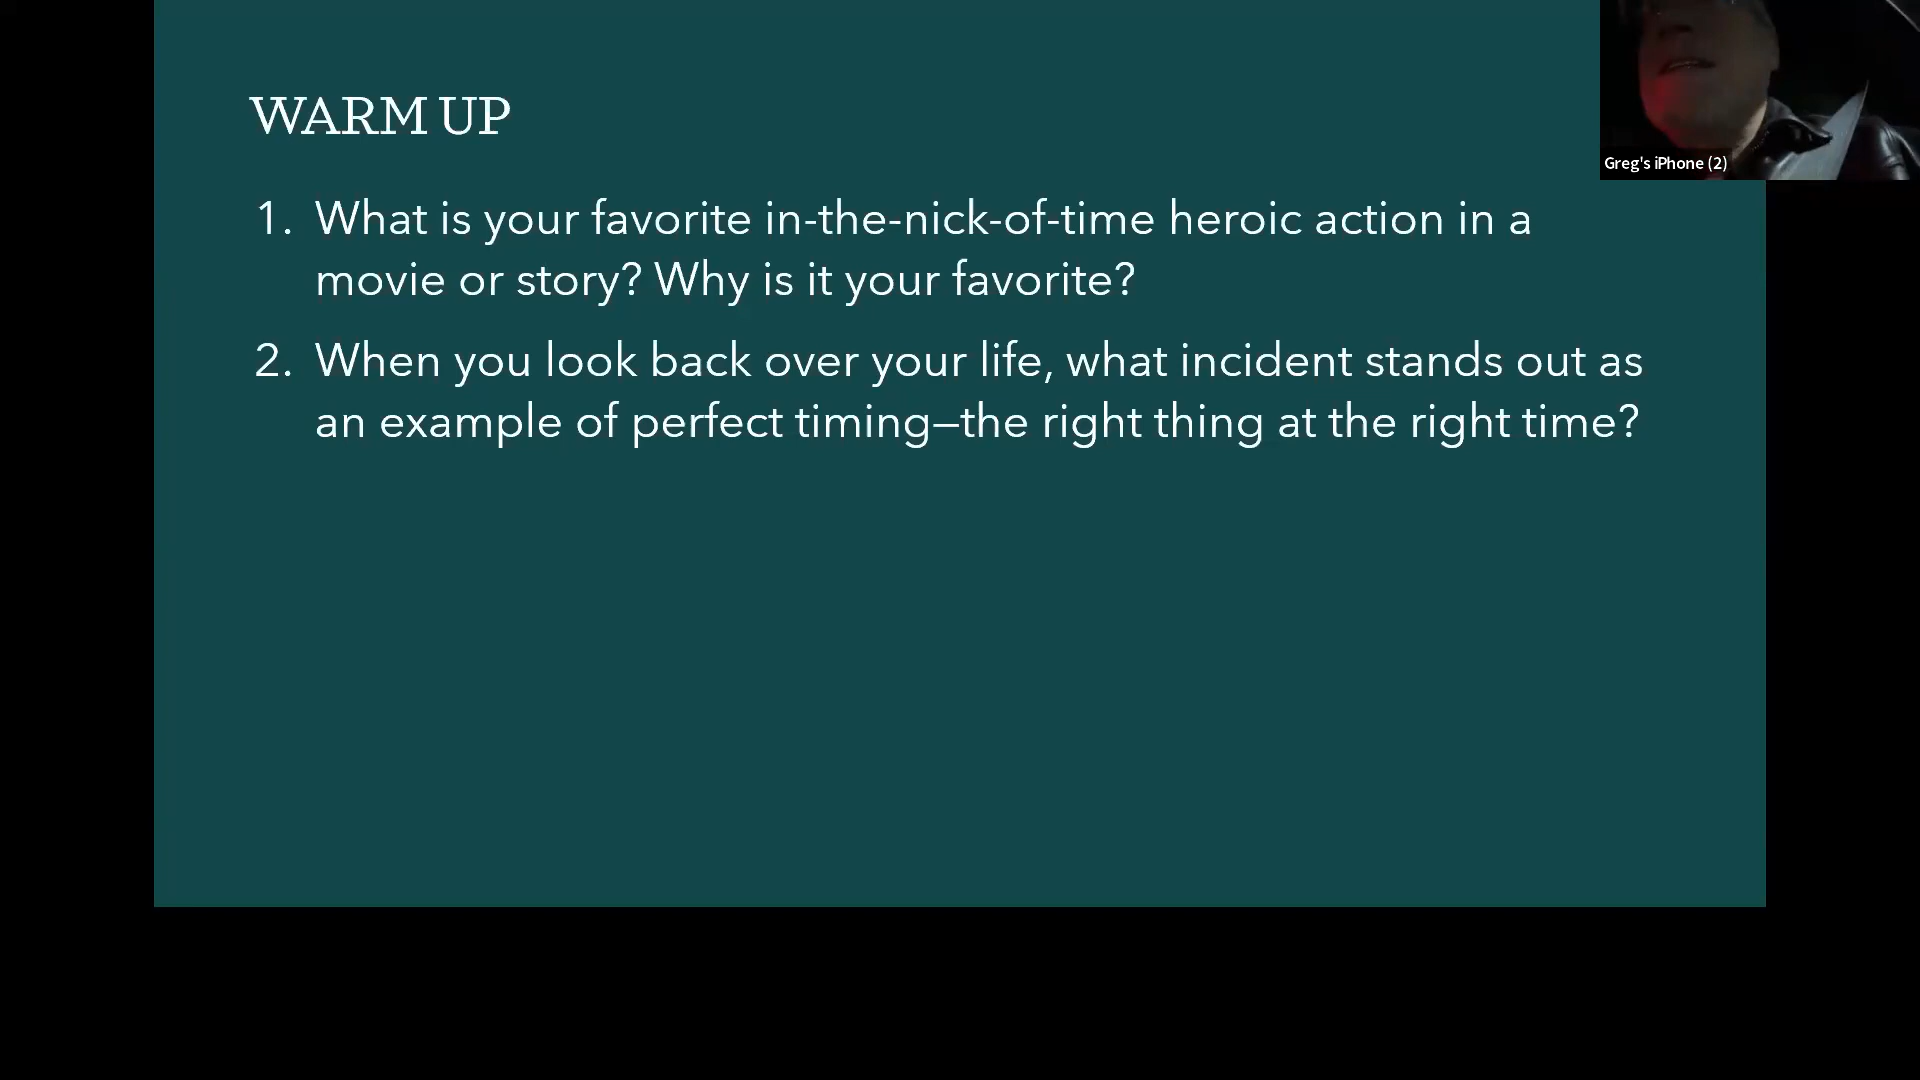 WARM UP
1. What is your favorite in-the-nick-of-time heroic action in a
movie or story? Why is it your favorite?
2. When you look back over your life, what incident stands out as
an example of perfect timing—the right thing at the right time?
Greg's iPhone (2)